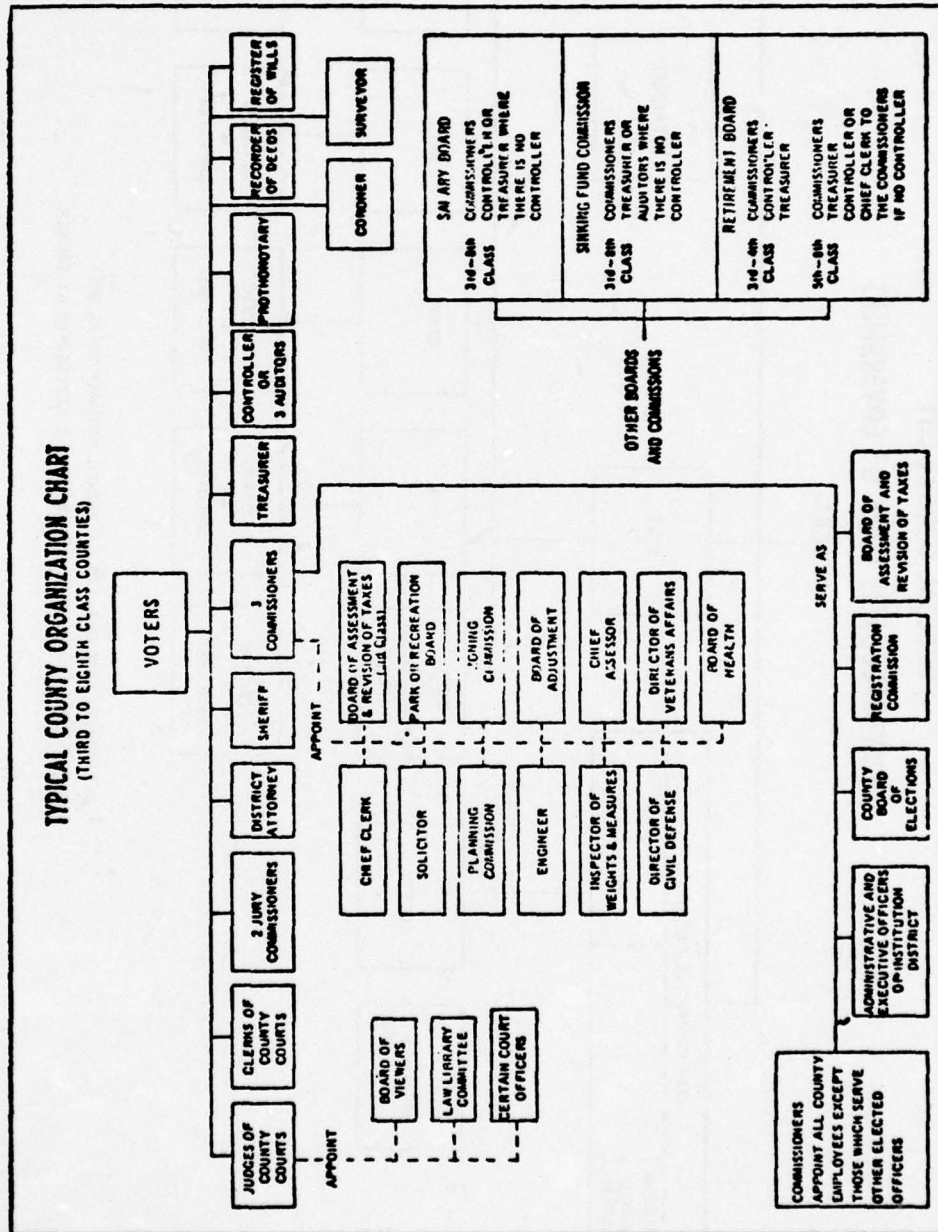 TYPICAL COUNTY ORGANIZATION CHART
(THIRD TO EIGHTH CLASS COUNTIES)
VOTERS
JUDGES OF
COUNTY
COURTS
CLERKS OF
COUNTY
COURTS
2 JURY
COMMISSIONERS
DISTRICT
ATTORNEY
SHERIFF
3
COMMISSIONERS
TREASURER
CONTROLLER
OR
3 AUDITORS
PROTHONOTARY
RECORDER
OF DEEDS
REGISTER
OF WILLS
CORONER
SURVEYOR
APPOINT
BOARD OF
VIEWERS
LAW LIBRARY
COMMITTEE
CERTAIN COURT
OFFICERS
APPOINT
CHIEF CLERK
BOARD OF ASSESSMENT
& REVISION OF TAXES
Class)
SOLICITOR
PARK OR RECREATION
BOARD
PLANNING
COMMISSION
ZONING
COMMISSION
ENGINEER
BOARD OF
ADJUSTMENT
INSPECTOR OF
WEIGHTS & MEASURES
CHIEF
ASSESSOR
DIRECTOR OF
CIVIL DEFENSE
DIRECTOR OF
VETERANS AFFAIRS
BOARD OF
HEALTH
OTHER BOARDS
AND COMMISSIONS
SALARY BOARD
3rd-8th
CLASS
COMMISSIONERS
CONTROLLER OR
TREASURER WHERE
THERE IS NO
CONTROLLER
SINKING FUND COMMISSION
3rd-8th
CLASS
COMMISSIONERS
TREASURER OR
AUDITORS WHERE
THERE IS NO
CONTROLLER
RETIREMENT BOARD
3rd-4th
CLASS
COMMISSIONERS
CONTROLLER
TREASURER
5th-8th
CLASS
COMMISSIONERS
TREASURER
CONTROLLER OR
CHIEF CLERK TO
THE COMMISSIONERS
IF NO CONTROLLER
SERVE AS
COMMISSIONERS
APPOINT ALL COUNTY
EMPLOYEES EXCEPT
THOSE WHICH SERVE
OTHER ELECTED
OFFICERS
ADMINISTRATIVE AND
EXECUTIVE OFFICERS
OF INSTITUTION
DISTRICT
COUNTY
BOARD
OF
ELECTIONS
REGISTRATION
COMMISSION
BOARD OF
ASSESSMENT AND
REVISION OF TAXES